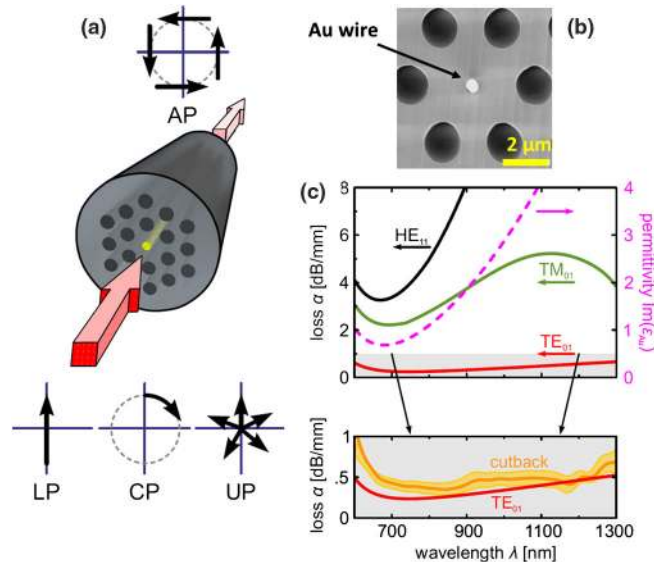 (a)
AP
LP
CP
UP
Au wire
(b)
2 μm
(c)
8
6
4
2
0
loss α [dB/mm]
HE₁₁
TM₀₁
TE₀₁
4
3
2
1
0
permittivity Im(ε_Au)
1
.5
0
loss α [dB/mm]
cutback
TE₀₁
700
900
1100
1300
wavelength λ [nm]